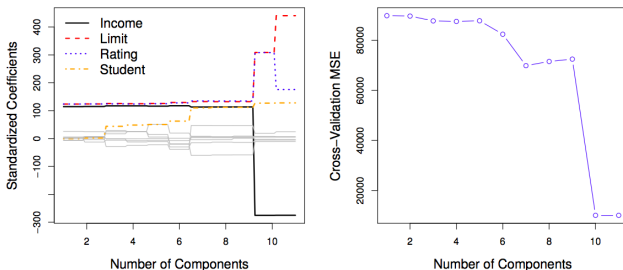 Income
Limit
Rating
Student
Standardized Coefficients
-300
-100
0
100
200
300
400
2
4
6
8
10
Number of Components
Cross-Validation MSE
20000
40000
60000
80000
2
4
6
8
10
Number of Components